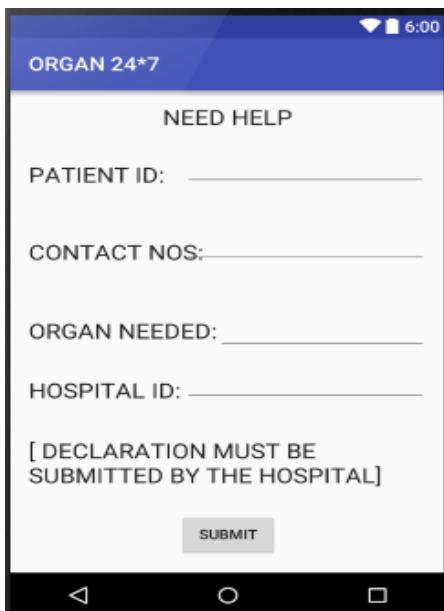 6:00
ORGAN 24*7
NEED HELP
PATIENT ID:
CONTACT NOS:
ORGAN NEEDED:
HOSPITAL ID:
[ DECLARATION MUST BE
SUBMITTED BY THE HOSPITAL]
SUBMIT